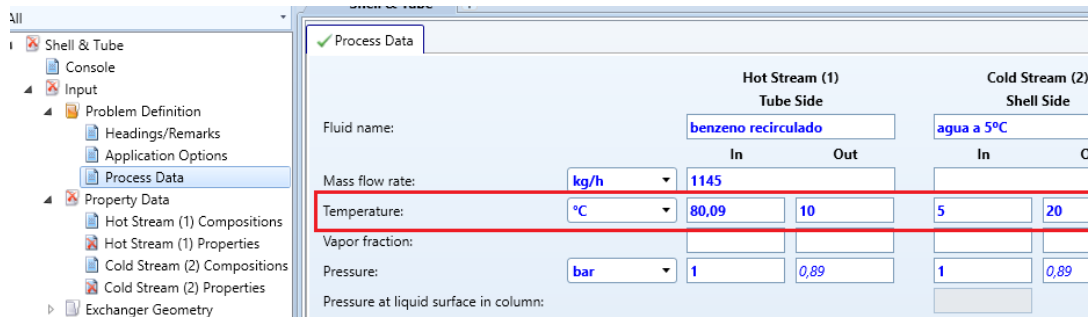 All
Shell & Tube
Console
Input
Problem Definition
Headings/Remarks
Application Options
Process Data
Property Data
Hot Stream (1) Compositions
Hot Stream (1) Properties
Cold Stream (2) Compositions
Cold Stream (2) Properties
Exchanger Geometry
Shell & Tube
Process Data
Hot Stream (1) Cold Stream (2)
Tube Side Shell Side
Fluid name: benzeno recirculado agua a 5ºC
In Out In
Mass flow rate: kg/h 1145
Temperature: °C 80,09 10 5 20
Vapor fraction:
Pressure: bar 1 0,89 1 0,89
Pressure at liquid surface in column: